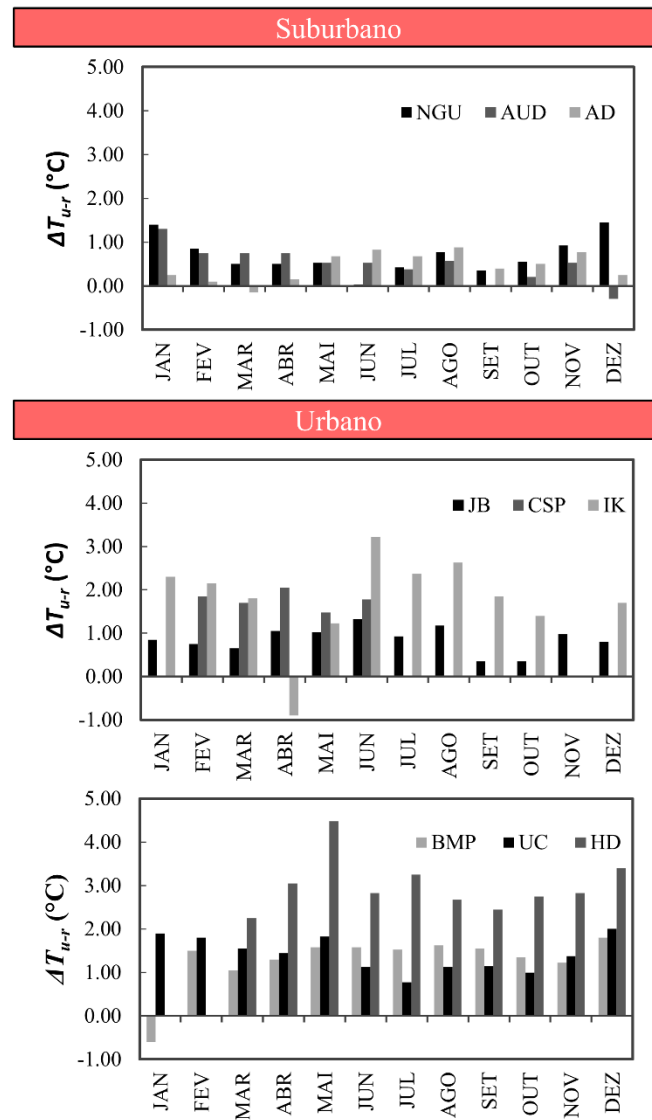 Suburbano
5.00
4.00
3.00
2.00
1.00
0.00
-1.00
ΔTu-r (°C)
NGU AUD AD
JAN FEV MAR ABR MAI JUN JUL AGO SET OUT NOV DEZ
Urbano
5.00
4.00
3.00
2.00
1.00
0.00
-1.00
ΔTu-r (°C)
JB CSP IK
JAN FEV MAR ABR MAI JUN JUL AGO SET OUT NOV DEZ
5.00
4.00
3.00
2.00
1.00
0.00
-1.00
ΔTu-r (°C)
BMP UC HD
JAN FEV MAR ABR MAI JUN JUL AGO SET OUT NOV DEZ